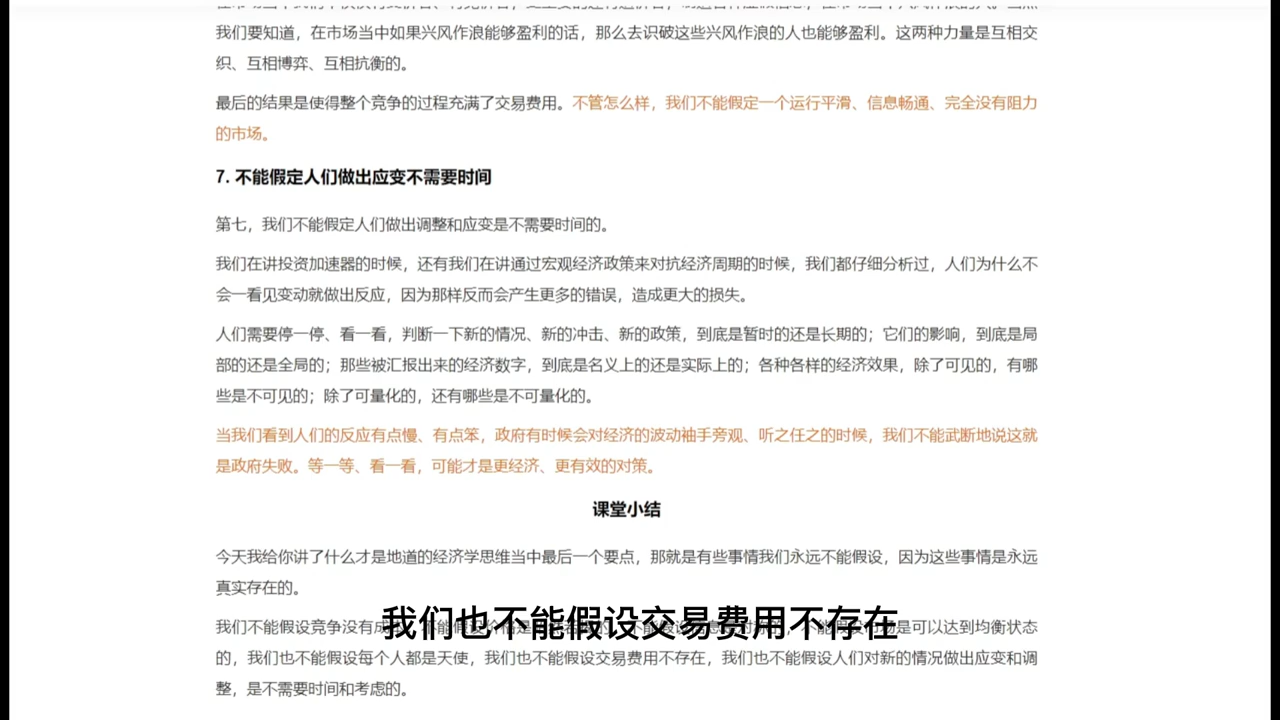 我们要知道，在市场当中如果兴风作浪能够盈利的话，那么去识破这些兴风作浪的人也能够盈利。这两种力量是互相交
织、互相博弈、互相抗衡的。
最后的结果是使得整个竞争的过程充满了交易费用。不管怎么样，我们不能假定一个运行平滑、信息畅通、完全没有阻力
的市场。
7. 不能假定人们做出应变不需要时间
第七，我们不能假定人们做出调整和应变是不需要时间的。
我们在讲投资加速器的时候，还有我们在讲通过宏观经济政策来对抗经济周期的时候，我们都仔细分析过，人们为什么不
会一看见变动就做出反应，因为那样反而会产生更多的错误，造成更大的损失。
人们需要停一停、看一看，判断一下新的情况、新的冲击、新的政策，到底是暂时的还是长期的；它们的影响，到底是局
部的还是全局的；那些被汇报出来的经济数字，到底是名义上的还是实际上的；各种各样的经济效果，除了可见的，有哪
些是不可见的；除了可量化的，还有哪些是不可量化的。
当我们看到人们的反应有点慢、有点笨，政府有时候会对经济的波动袖手旁观、听之任之的时候，我们不能武断地说这就
是政府失败。等一等、看一看，可能才是更经济、更有效的对策。
课堂小结
今天我给你讲了什么才是地道的经济学思维当中最后一个要点，那就是有些事情我们永远不能假设，因为这些事情是永远
真实存在的。
我们也不能假设交易费用不存在
我们不能假设竞争没有成 是可以达到均衡状态
的，我们也不能假设每个人都是天使，我们也不能假设交易费用不存在，我们也不能假设人们对新的情况做出应变和调
整，是不需要时间和考虑的。